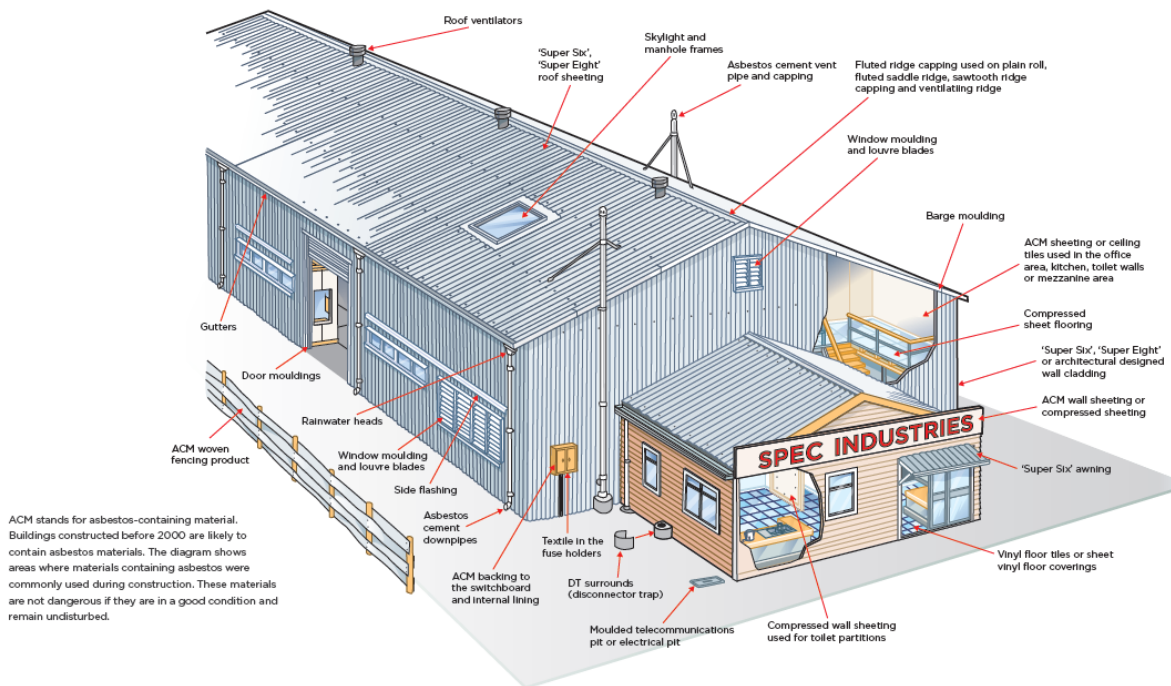 Roof ventilators
Skylight and
manhole frames
‘Super Six’,
‘Super Eight’
roof sheeting
Asbestos cement vent
pipe and capping
Fluted ridge capping used on plain roll,
fluted saddle ridge, sawtooth ridge
capping and ventilatiing ridge
Window moulding
and louvre blades
Barge moulding
ACM sheeting or ceiling
tiles used in the office
area, kitchen, toilet walls
or mezzanine area
Compressed
sheet flooring
‘Super Six’, ‘Super Eight’
or architectural designed
wall cladding
ACM wall sheeting or
compressed sheeting
SPEC INDUSTRIES
‘Super Six’ awning
Gutters
Door mouldings
Rainwater heads
ACM woven
fencing product
Window moulding
and louvre blades
Side flashing
Asbestos
cement
downpipes
Textile in the
fuse holders
ACM backing to
the switchboard
and internal lining
DT surrounds
(disconnector trap)
Moulded telecommunications
pit or electrical pit
Compressed wall sheeting
used for toilet partitions
Vinyl floor tiles or sheet
vinyl floor coverings
ACM stands for asbestos-containing material.
Buildings constructed before 2000 are likely to
contain asbestos materials. The diagram shows
areas where materials containing asbestos were
commonly used during construction. These materials
are not dangerous if they are in a good condition and
remain undisturbed.